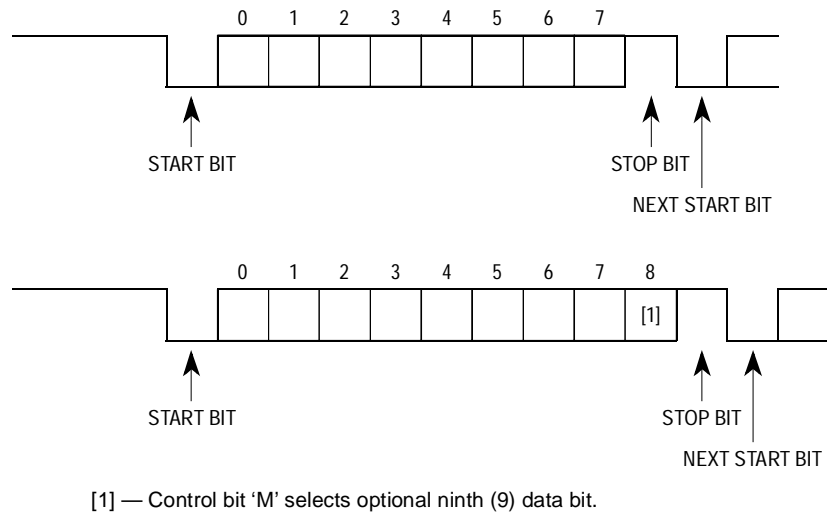 0 1 2 3 4 5 6 7
START BIT STOP BIT
NEXT START BIT
0 1 2 3 4 5 6 7 8
[1]
START BIT STOP BIT
NEXT START BIT
[1] — Control bit ‘M’ selects optional ninth (9) data bit.